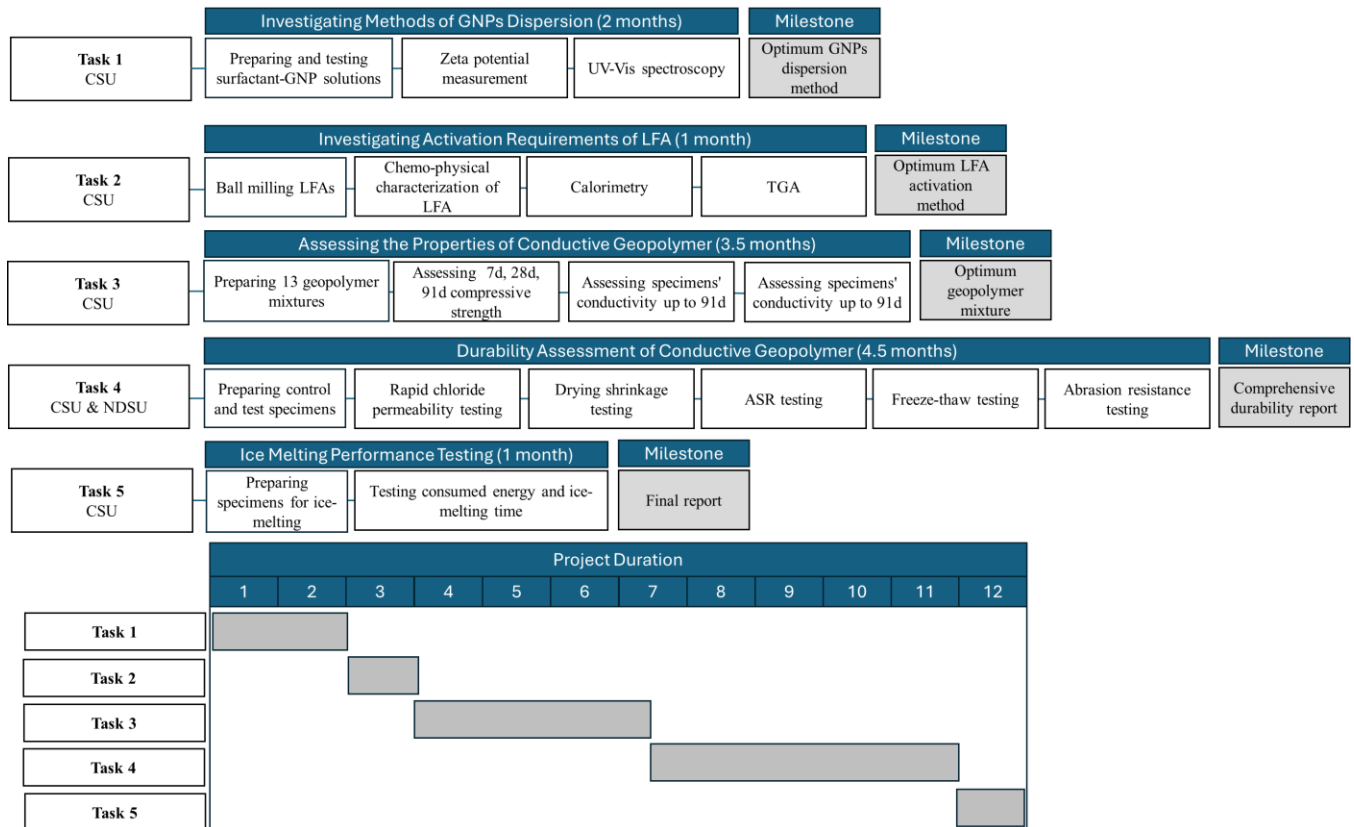 Investigating Methods of GNPs Dispersion (2 months)
Milestone
Task 1
CSU
Preparing and testing
surfactant-GNP solutions
Zeta potential
measurement
UV-Vis spectroscopy
Optimum GNPs
dispersion
method
Investigating Activation Requirements of LFA (1 month)
Milestone
Task 2
CSU
Ball milling LFAs
Chemo-physical
characterization of
LFA
Calorimetry
TGA
Optimum LFA
activation
method
Assessing the Properties of Conductive Geopolymer (3.5 months)
Milestone
Task 3
CSU
Preparing 13 geopolymer
mixtures
Assessing 7d, 28d,
91d compressive
strength
Assessing specimens'
conductivity up to 91d
Assessing specimens'
conductivity up to 91d
Optimum
geopolymer
mixture
Durability Assessment of Conductive Geopolymer (4.5 months)
Milestone
Task 4
CSU & NDSU
Preparing control
and test specimens
Rapid chloride
permeability testing
Drying shrinkage
testing
ASR testing
Freeze-thaw testing
Abrasion resistance
testing
Comprehensive
durability report
Ice Melting Performance Testing (1 month)
Milestone
Task 5
CSU
Preparing
specimens for ice-
melting
Testing consumed energy and ice-
melting time
Final report
Project Duration
1 2 3 4 5 6 7 8 9 10 11 12
Task 1
Task 2
Task 3
Task 4
Task 5